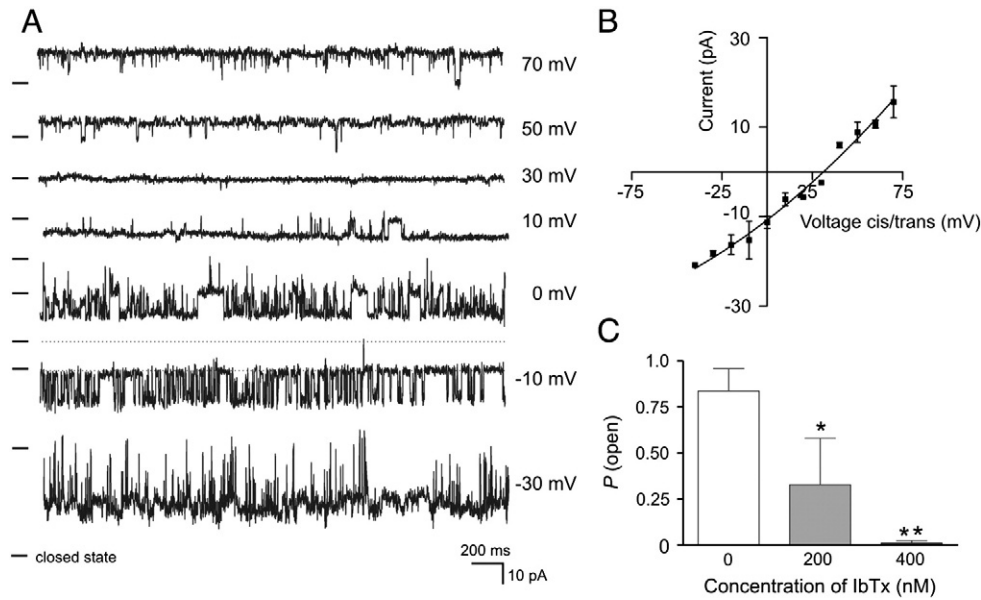 A
70 mV
50 mV
30 mV
10 mV
0 mV
-10 mV
-30 mV
closed state
200 ms
10 pA
B
Current (pA)
30
10
-10
-30
-75
-25
25
75
Voltage cis/trans (mV)
C
P (open)
1.0
0.75
0.50
0.25
0
*
**
0
200
400
Concentration of IbTx (nM)